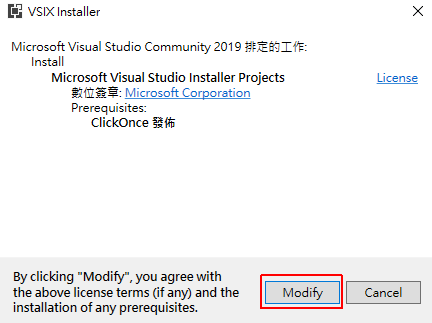 VSIX Installer
Microsoft Visual Studio Community 2019 排定的工作:
Install
Microsoft Visual Studio Installer Projects
License
數位簽章: Microsoft Corporation
Prerequisites:
ClickOnce 發佈
By clicking "Modify", you agree with
the above license terms (if any) and the
installation of any prerequisites.
Modify
Cancel